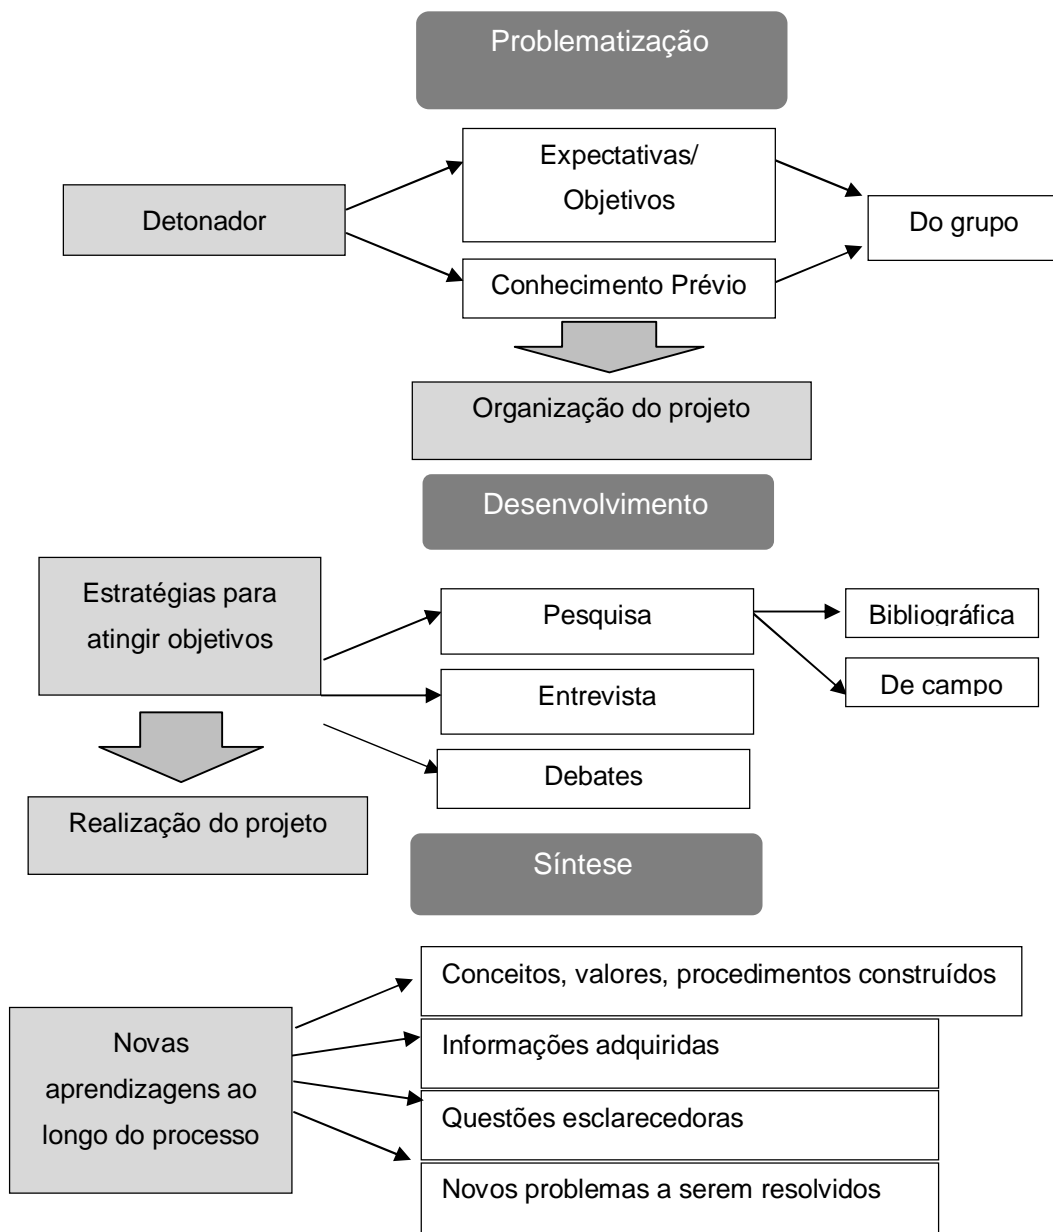 Problematização
Expectativas/
Objetivos
Detonador
Do grupo
Conhecimento Prévio
Organização do projeto
Desenvolvimento
Estratégias para
atingir objetivos
Pesquisa
Bibliográfica
De campo
Entrevista
Debates
Realização do projeto
Síntese
Conceitos, valores, procedimentos construídos
Novas
aprendizagens ao
longo do processo
Informações adquiridas
Questões esclarecedoras
Novos problemas a serem resolvidos